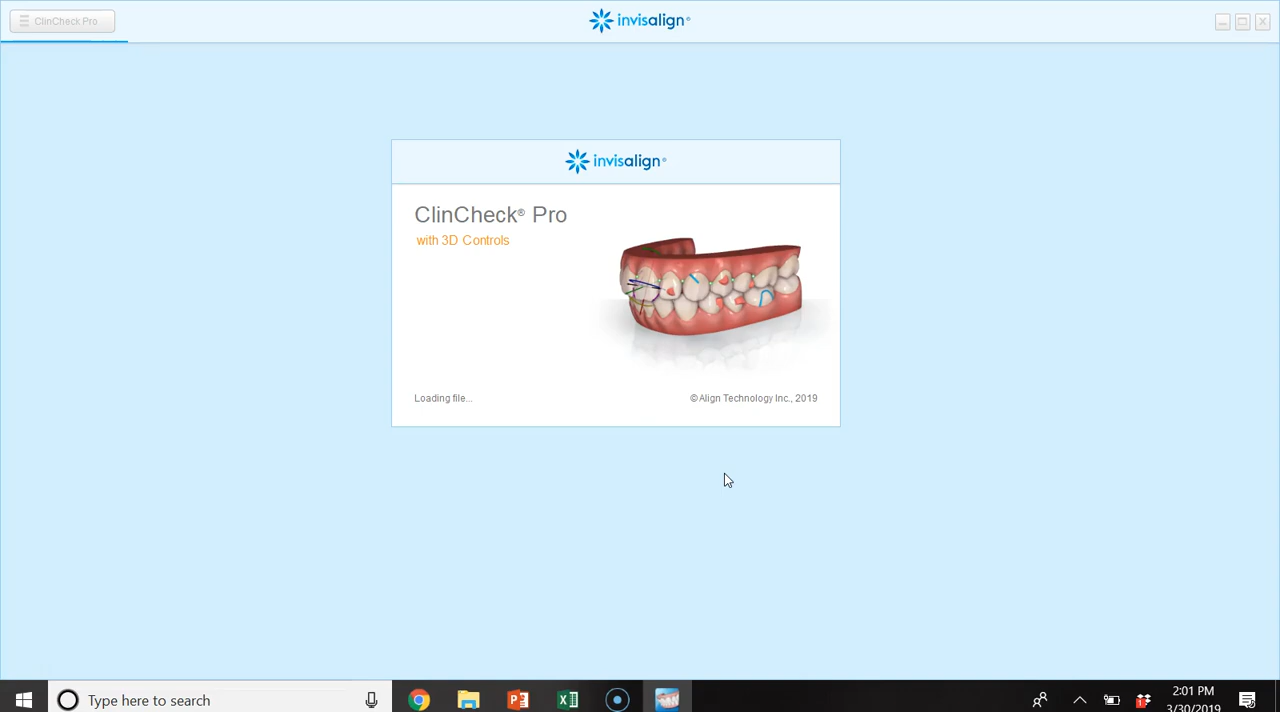 ClinCheck Pro
invisalign®
invisalign®
ClinCheck® Pro
with 3D Controls
Loading file...
© Align Technology Inc., 2019
Type here to search
2:01 PM
3/30/2019